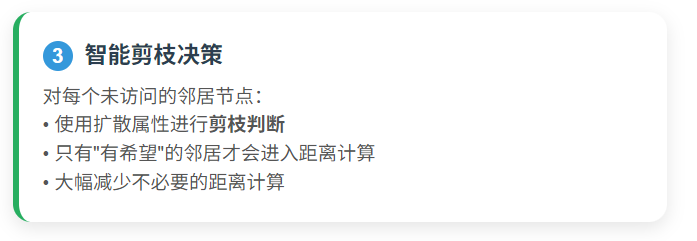 3 智能剪枝决策
对每个未访问的邻居节点：
• 使用扩散属性进行剪枝判断
• 只有"有希望"的邻居才会进入距离计算
• 大幅减少不必要的距离计算